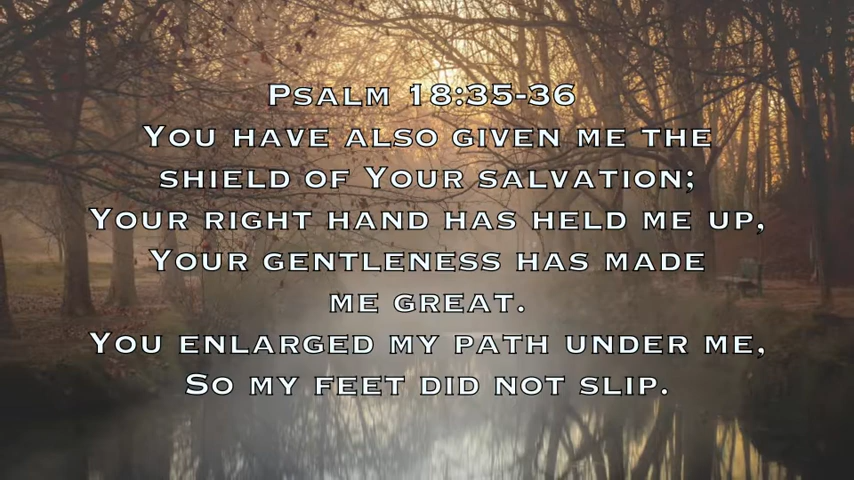 Psalm 18:35-36
You have also given me the
shield of Your salvation;
Your right hand has held me up,
Your gentleness has made
me great.
You enlarged my path under me,
So my feet did not slip.